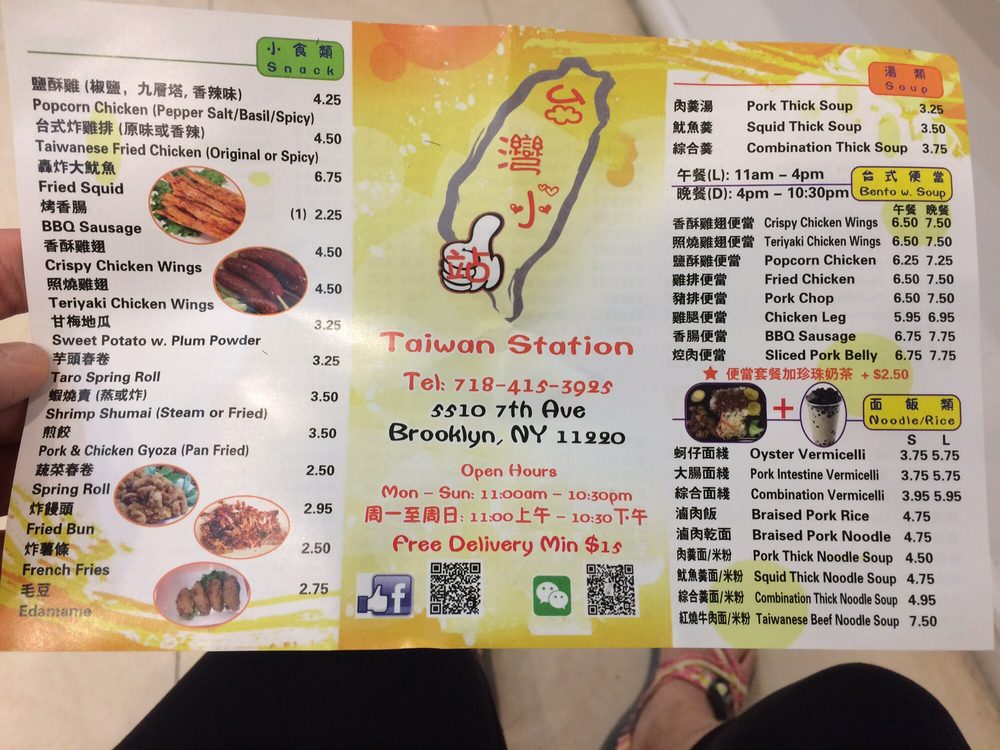 小食類
Snack
鹽酥雞 (椒鹽, 九層塔, 香辣味)
Popcorn Chicken (Pepper Salt/Basil/Spicy) 4.25
台式炸雞排 (原味或香辣)
Taiwanese Fried Chicken (Original or Spicy) 4.50
轟炸大魷魚
Fried Squid 6.75
烤香腸
BBQ Sausage (1) 2.25
香酥雞翅
Crispy Chicken Wings 4.50
照燒雞翅
Teriyaki Chicken Wings 4.50
甘梅地瓜
Sweet Potato w. Plum Powder 3.25
芋頭春卷
Taro Spring Roll 3.25
蝦燒賣 (蒸或炸)
Shrimp Shumai (Steam or Fried) 3.50
煎餃
Pork & Chicken Gyoza (Pan Fried) 3.50
蔬菜春卷
Spring Roll 2.50
炸饅頭
Fried Bun 2.95
炸薯條
French Fries 2.50
毛豆
Edamame 2.75
台灣小站
Taiwan Station
Tel: 718-415-3925
5510 7th Ave
Brooklyn, NY 11220
Open Hours
Mon - Sun: 11:00am - 10:30pm
周一至周日: 11:00上午 - 10:30下午
Free Delivery Min $15
f
湯類
Soup
肉羹湯 Pork Thick Soup 3.25
魷魚羹 Squid Thick Soup 3.50
綜合羹 Combination Thick Soup 3.75
午餐(L): 11am - 4pm
晚餐(D): 4pm - 10:30pm
台式便當
Bento w. Soup
午餐 晚餐
香酥雞翅便當 Crispy Chicken Wings 6.50 7.50
照燒雞翅便當 Teriyaki Chicken Wings 6.50 7.50
鹽酥雞便當 Popcorn Chicken 6.25 7.25
雞排便當 Fried Chicken 6.50 7.50
豬排便當 Pork Chop 6.50 7.50
雞腿便當 Chicken Leg 5.95 6.95
香腸便當 BBQ Sausage 6.75 7.75
焢肉便當 Sliced Pork Belly 6.75 7.75
★ 便當套餐加珍珠奶茶 + $2.50
+
面飯類
Noodle/Rice
S L
蚵仔面綫 Oyster Vermicelli 3.75 5.75
大腸面綫 Pork Intestine Vermicelli 3.75 5.75
綜合面綫 Combination Vermicelli 3.95 5.95
滷肉飯 Braised Pork Rice 4.75
滷肉乾面 Braised Pork Noodle 4.75
肉羹面/米粉 Pork Thick Noodle Soup 4.50
魷魚羹面/米粉 Squid Thick Noodle Soup 4.75
綜合羹面/米粉 Combination Thick Noodle Soup 4.95
紅燒牛肉面/米粉 Taiwanese Beef Noodle Soup 7.50